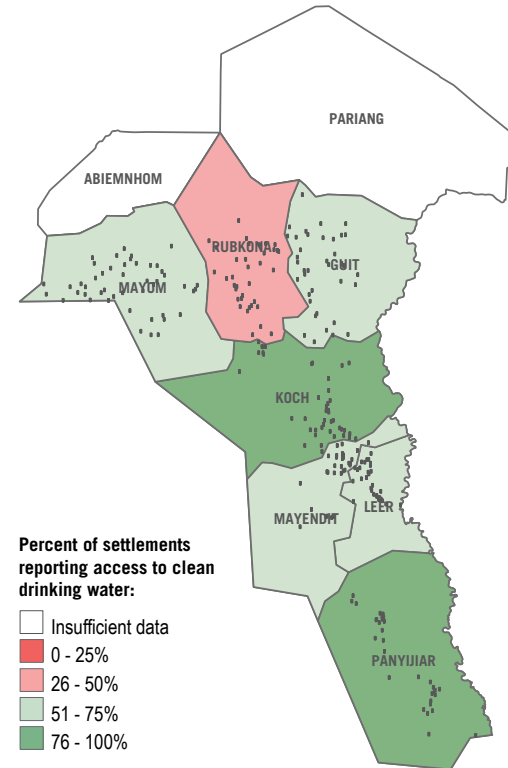 PARIANG
ABIEMNHOM
RUBKONA
GUIT
MAYOM
KOCH
MAYENDIT
LEER
Percent of settlements
reporting access to clean
drinking water:
Insufficient data
0 - 25%
26 - 50%
51 - 75%
76 - 100%
PANYIJIAR